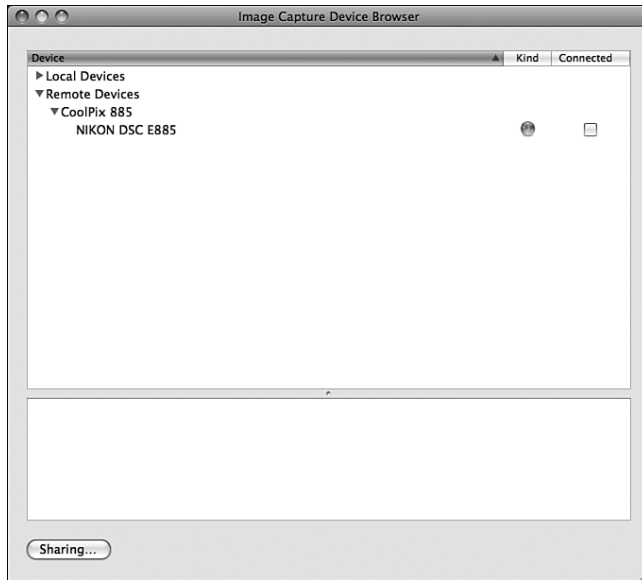 Image Capture Device Browser
Device Kind Connected
Local Devices
Remote Devices
CoolPix 885
NIKON DSC E885
Sharing...